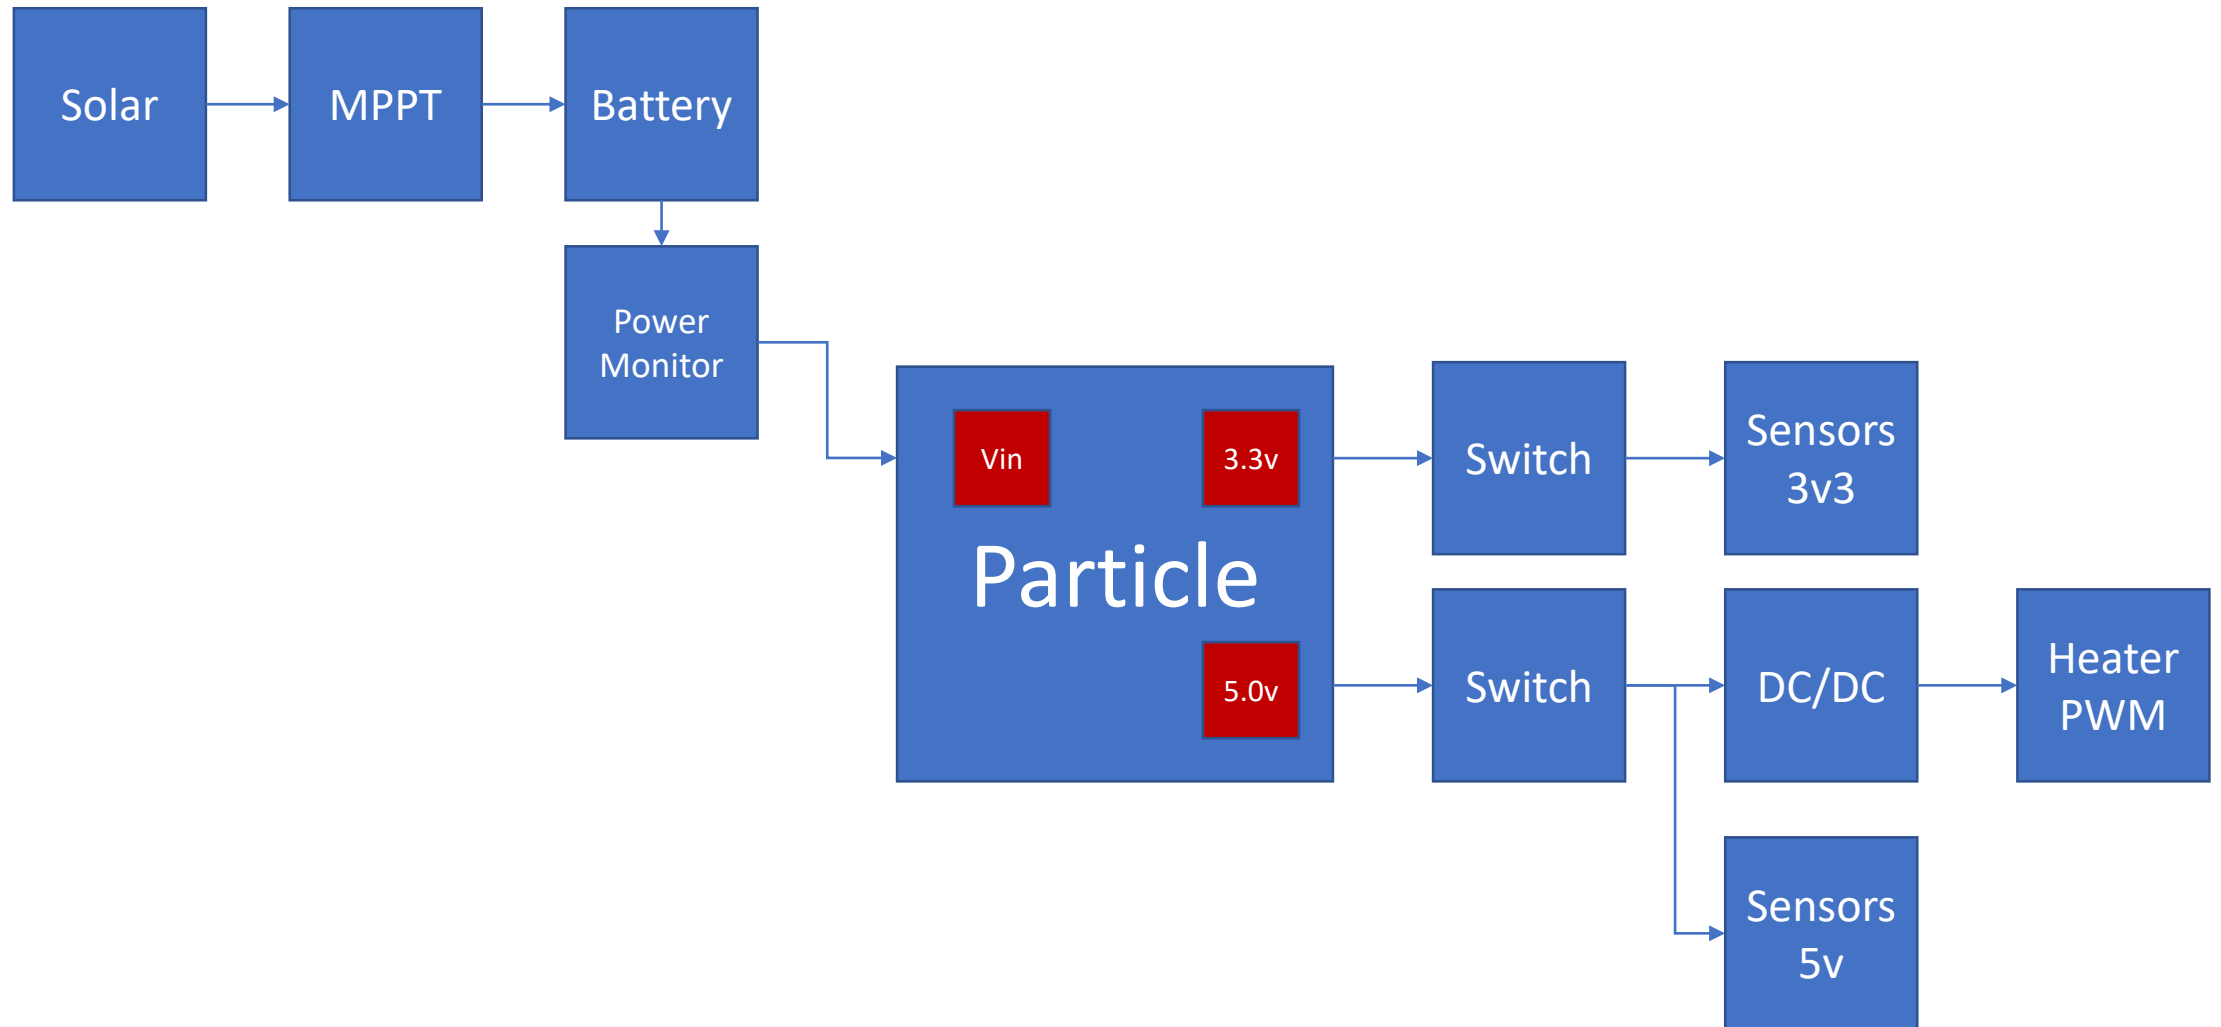 Solar
MPPT
Battery
Power
Monitor
Vin
3.3v
Particle
5.0v
Switch
Sensors
3v3
Switch
DC/DC
Heater
PWM
Sensors
5v